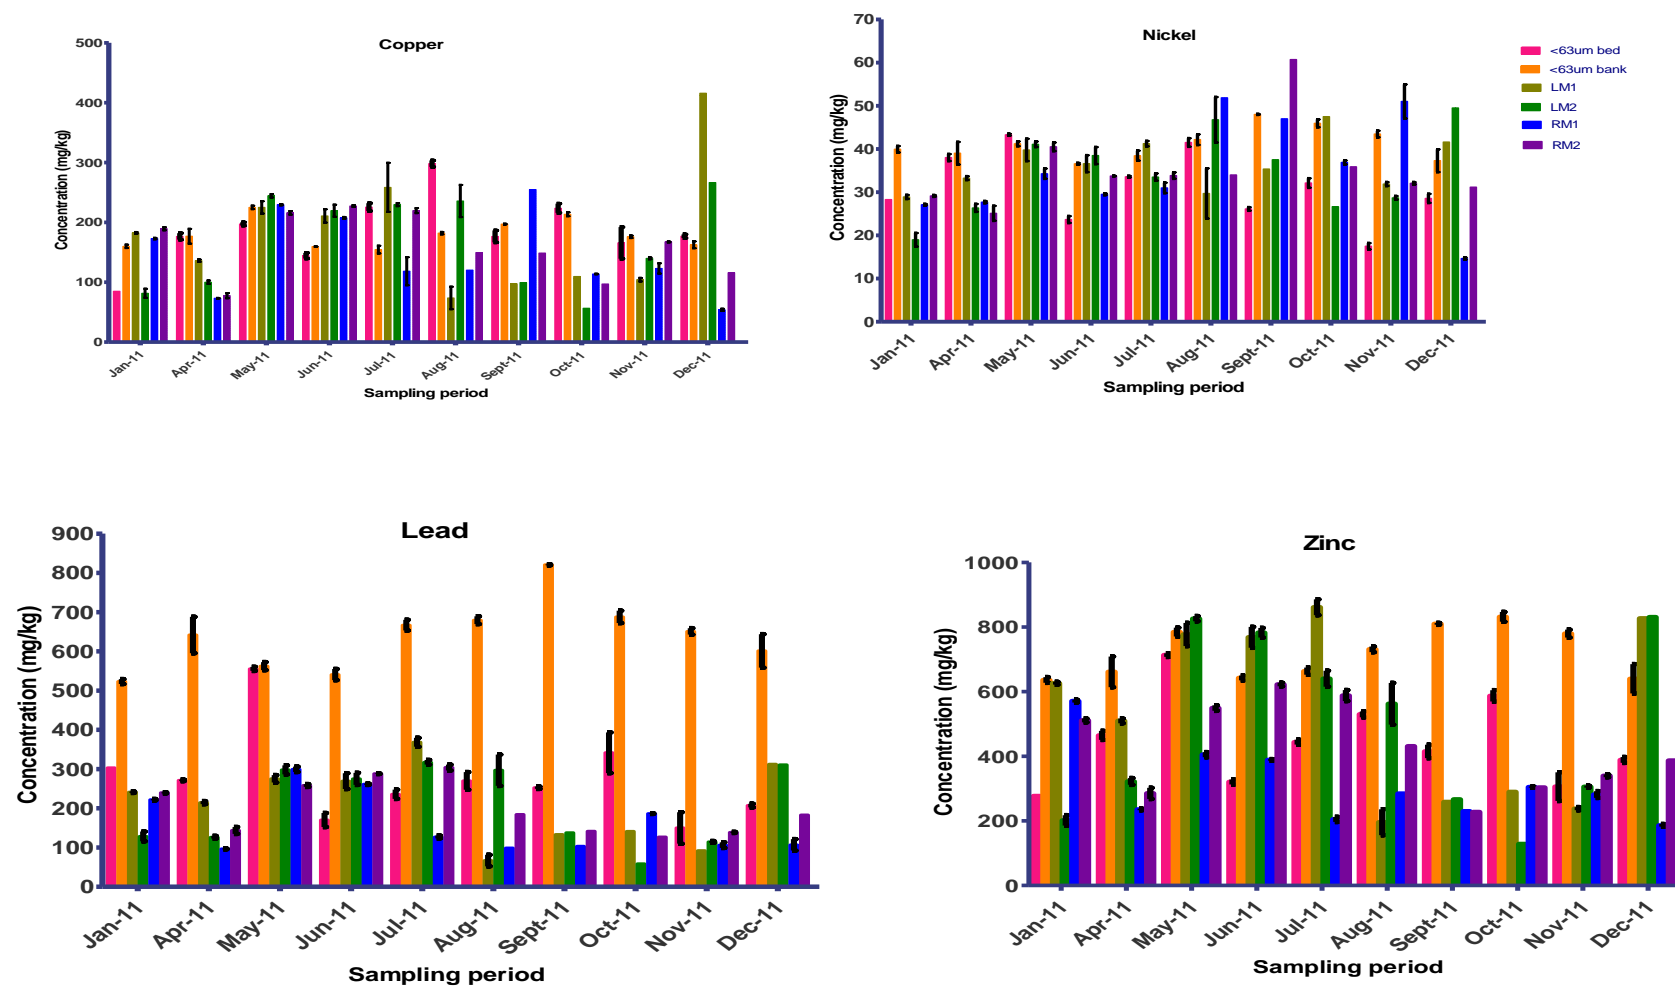 Copper
Concentration (mg/kg)
500
400
300
200
100
0
Jan-11
Apr-11
May-11
Jun-11
Jul-11
Aug-11
Sept-11
Oct-11
Nov-11
Dec-11
Sampling period
Nickel
Concentration (mg/kg)
70
60
50
40
30
20
10
0
Jan-11
Apr-11
May-11
Jun-11
Jul-11
Aug-11
Sept-11
Oct-11
Nov-11
Dec-11
Sampling period
<63um bed
<63um bank
LM1
LM2
RM1
RM2
Lead
Concentration (mg/kg)
900
800
700
600
500
400
300
200
100
0
Jan-11
Apr-11
May-11
Jun-11
Jul-11
Aug-11
Sept-11
Oct-11
Nov-11
Dec-11
Sampling period
Zinc
Concentration (mg/kg)
1000
800
600
400
200
0
Jan-11
Apr-11
May-11
Jun-11
Jul-11
Aug-11
Sept-11
Oct-11
Nov-11
Dec-11
Sampling period